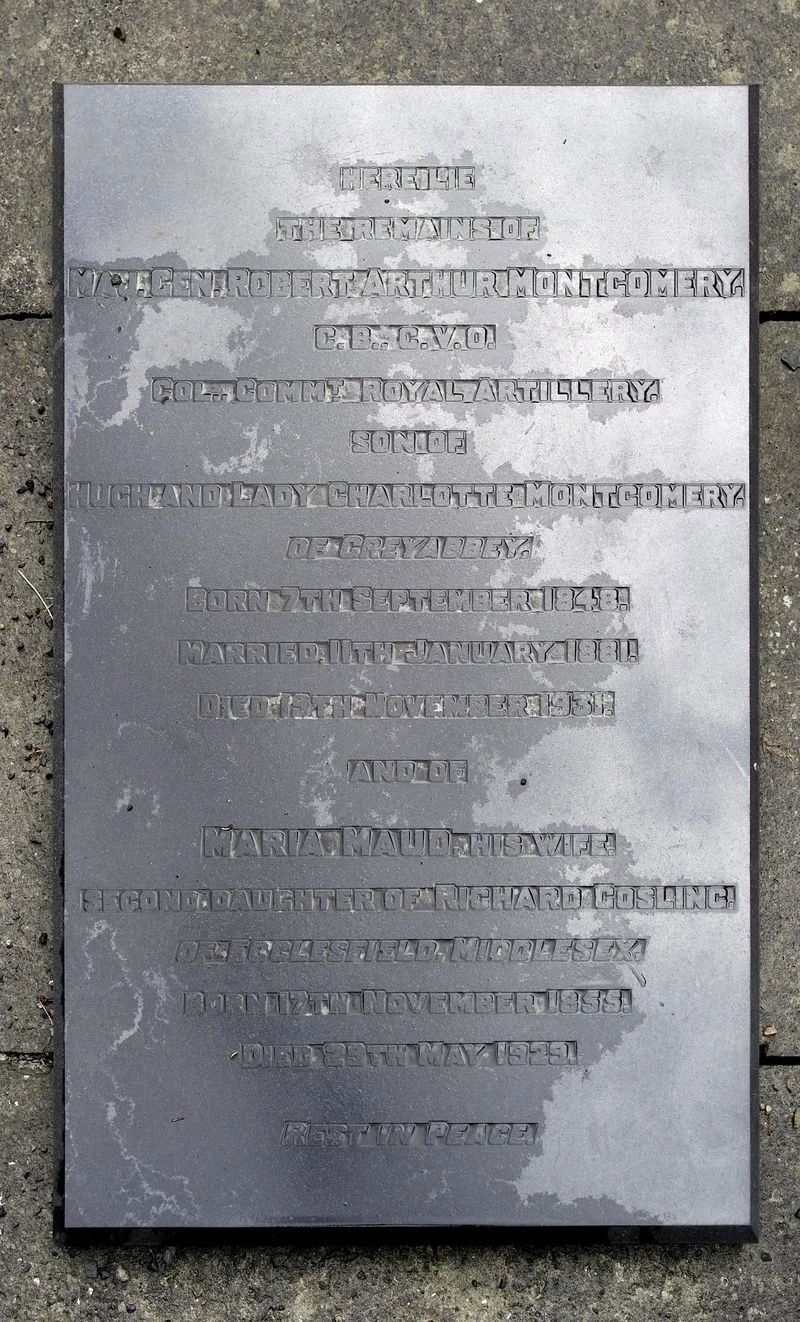 HERE LIE
THE REMAINS OF
MAJ. GEN. ROBERT ARTHUR MONTGOMERY.
C.B., C.V.O.
COL., COMMT. ROYAL ARTILLERY.
SON OF
HUGH AND LADY CHARLOTTE MONTGOMERY.
OF GREYABBEY.
BORN 7TH SEPTEMBER 1848.
MARRIED 11TH JANUARY 1881.
DIED 13TH NOVEMBER 1931.
AND OF
MARIA MAUD, HIS WIFE.
SECOND DAUGHTER OF RICHARD GOSLING.
OF ECCLESFIELD, MIDDLESEX.
BORN 17TH NOVEMBER 1855.
DIED 29TH MAY 1929.
REST IN PEACE.